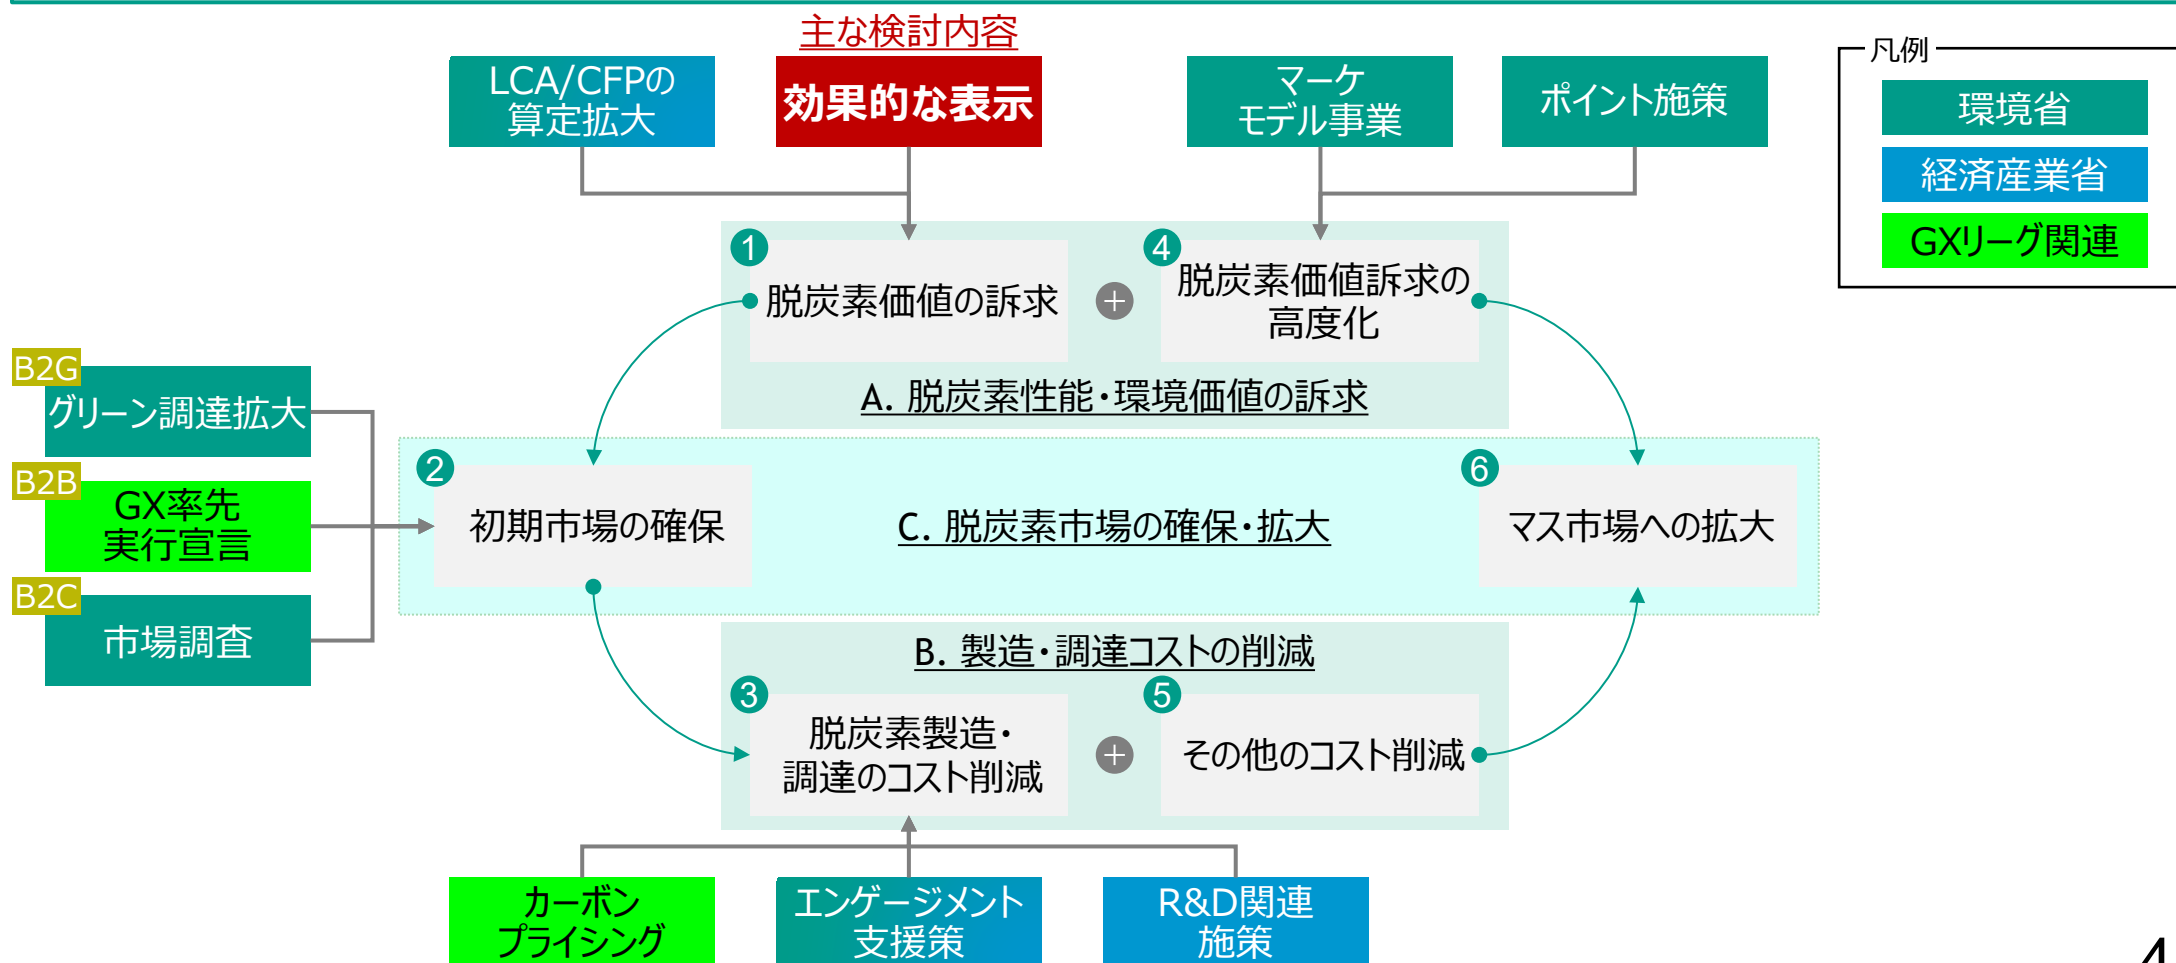 主な検討内容
LCA/CFPの
算定拡大
効果的な表示
マーケ
モデル事業
ポイント施策
凡例
環境省
経済産業省
GXリーグ関連
1
脱炭素価値の訴求
+
4
脱炭素価値訴求の
高度化
A. 脱炭素性能・環境価値の訴求
B2G
グリーン調達拡大
B2B
GX率先
実行宣言
B2C
市場調査
2
初期市場の確保
C. 脱炭素市場の確保・拡大
6
マス市場への拡大
B. 製造・調達コストの削減
3
脱炭素製造・
調達のコスト削減
+
5
その他のコスト削減
カーボン
プライシング
エンゲージメント
支援策
R&D関連
施策
4